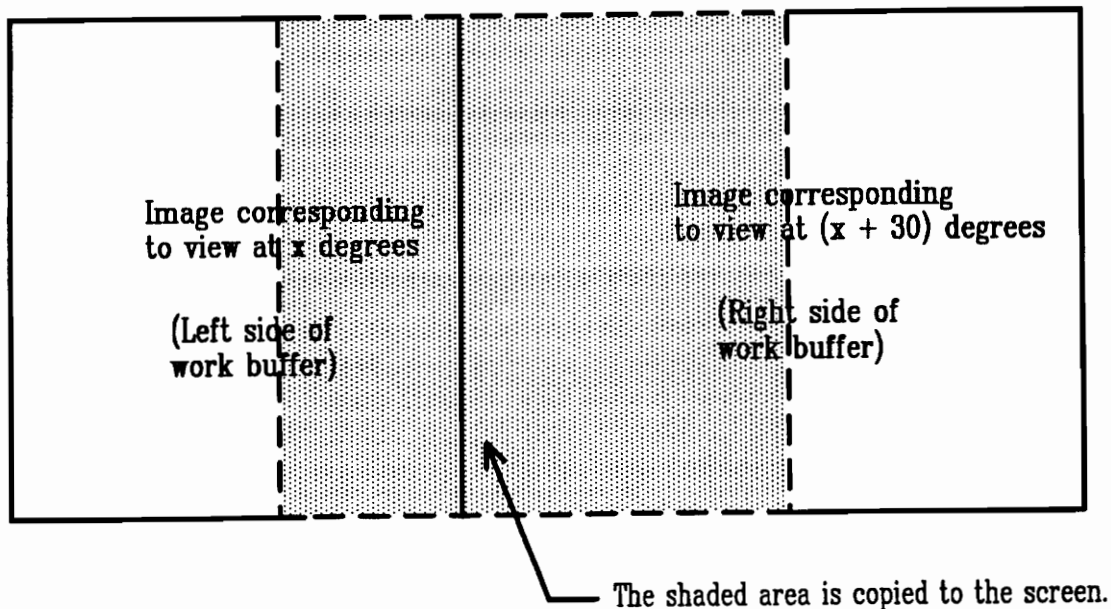 Image corresponding
to view at x degrees
(Left side of
work buffer)
Image corresponding
to view at (x + 30) degrees
(Right side of
work buffer)
The shaded area is copied to the screen.